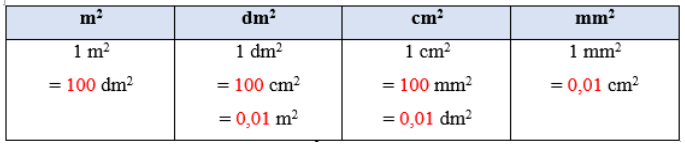 m² dm² cm² mm²
1 m² 1 dm² 1 cm² 1 mm²
= 100 dm² = 100 cm² = 100 mm² = 0,01 cm²
= 0,01 m² = 0,01 dm²